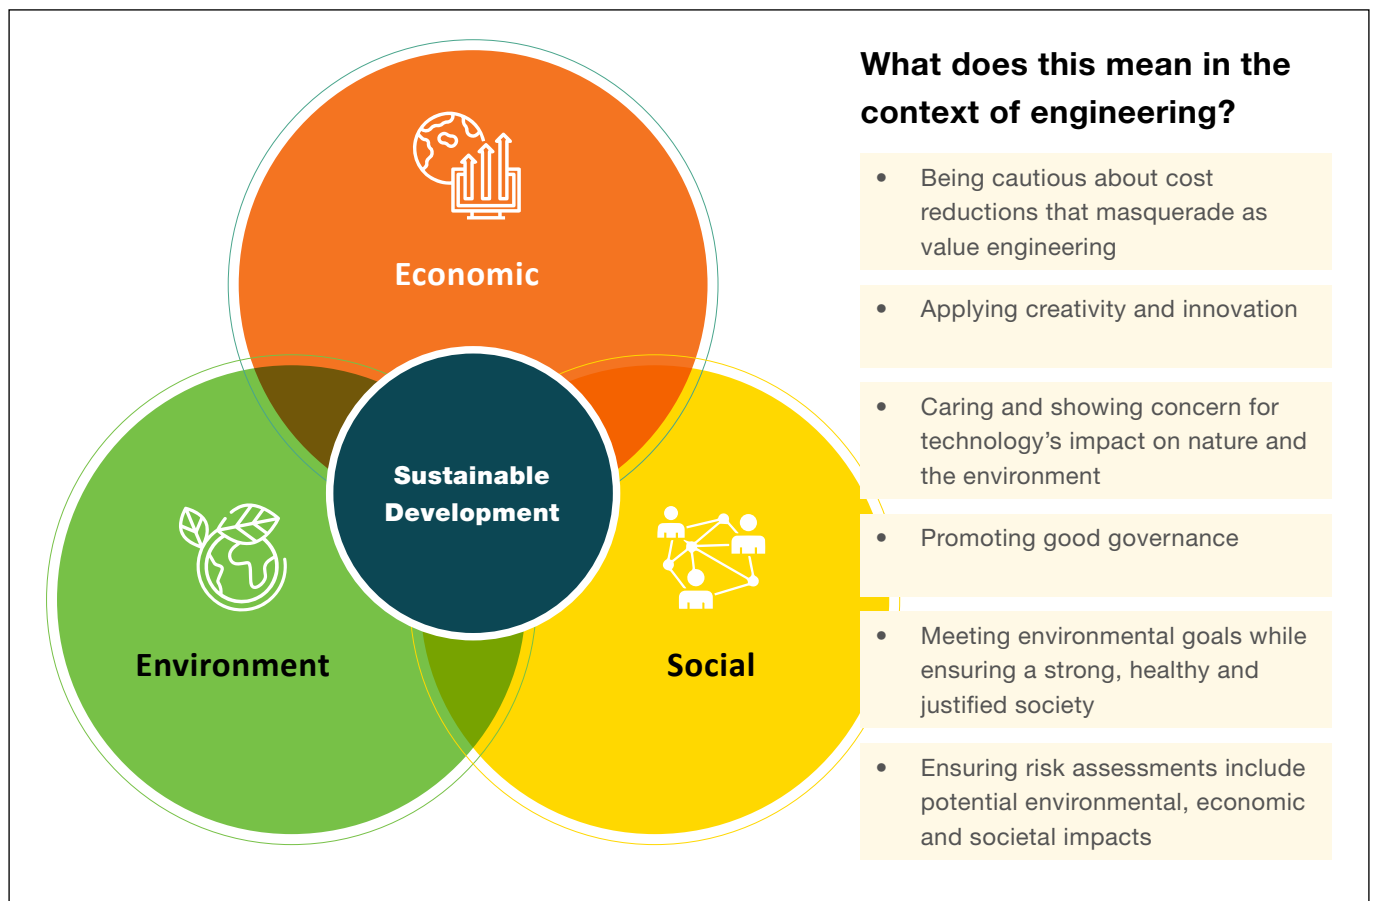 Economic
Sustainable
Development
Environment
Social
What does this mean in the
context of engineering?
• Being cautious about cost
reductions that masquerade as
value engineering
• Applying creativity and innovation
• Caring and showing concern for
technology’s impact on nature and
the environment
• Promoting good governance
• Meeting environmental goals while
ensuring a strong, healthy and
justified society
• Ensuring risk assessments include
potential environmental, economic
and societal impacts